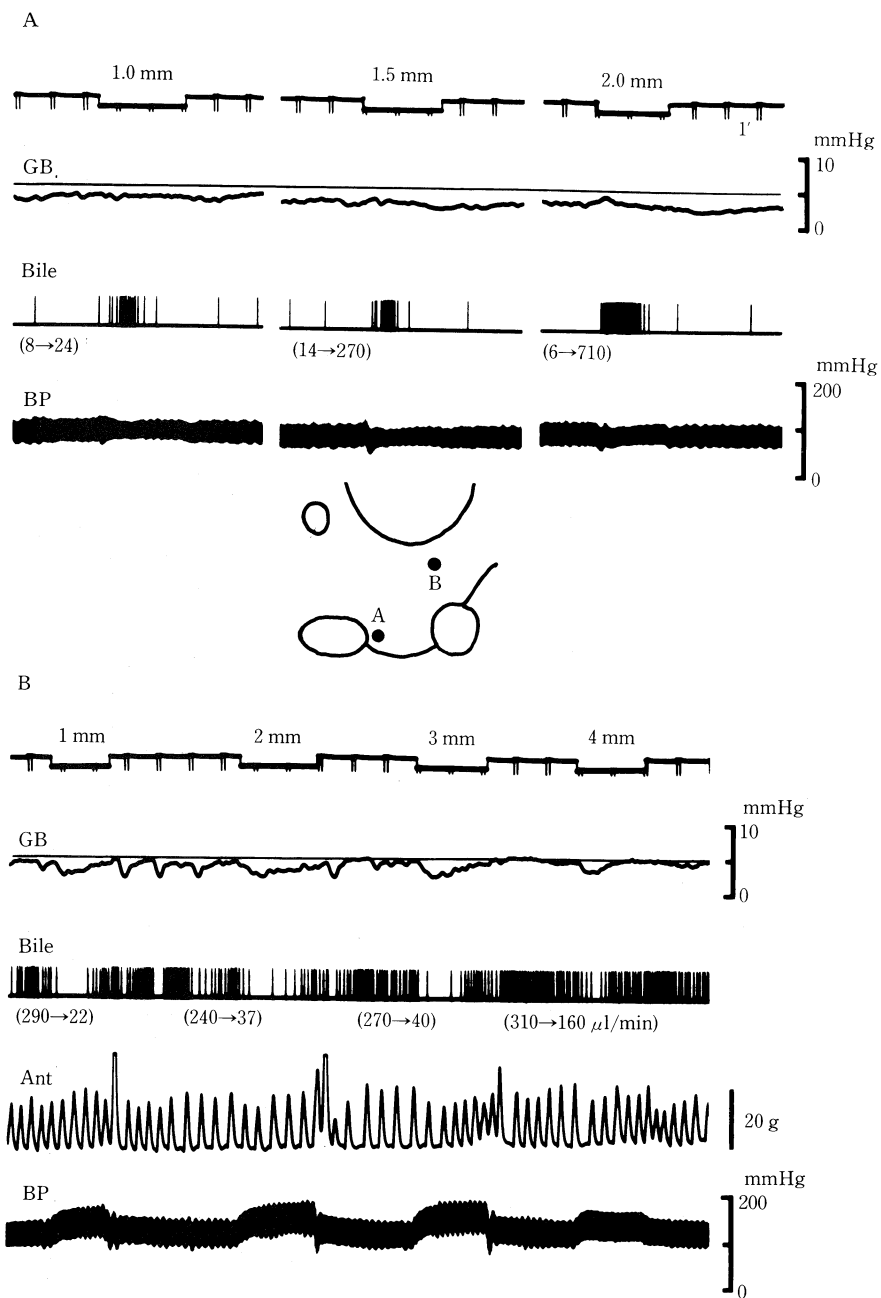 A
1.0 mm 1.5 mm 2.0 mm
1′
mmHg
GB.
10
0
Bile
(8→24) (14→270) (6→710)
mmHg
BP
200
0
B
A
B
1 mm 2 mm 3 mm 4 mm
mmHg
GB
10
0
Bile
(290→22) (240→37) (270→40) (310→160 μl/min)
Ant
20 g
mmHg
BP
200
0